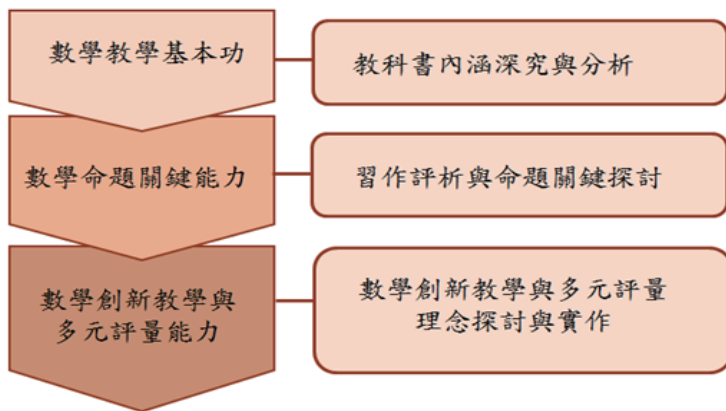 數學教學基本功
教科書內涵深究與分析
數學命題關鍵能力
習作評析與命題關鍵探討
數學創新教學與
多元評量能力
數學創新教學與多元評量
理念探討與實作